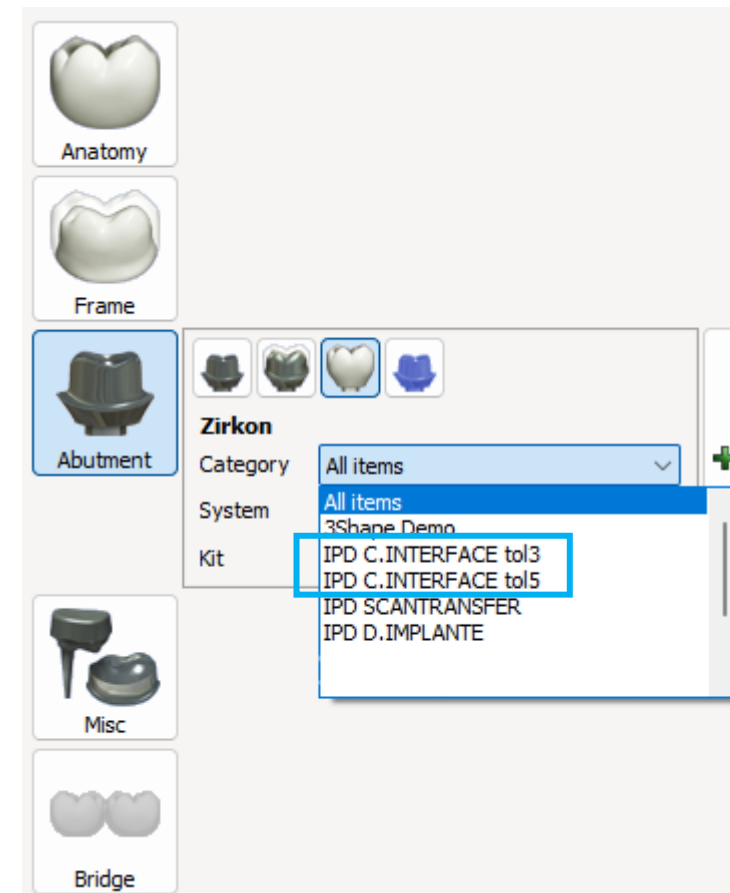 Anatomy
Frame
Abutment
Zirkon
Category All items
System
Kit
All items
3Shape Demo
IPD C.INTERFACE tol3
IPD C.INTERFACE tol5
IPD SCANTRANSFER
IPD D.IMPLANTE
Misc
Bridge